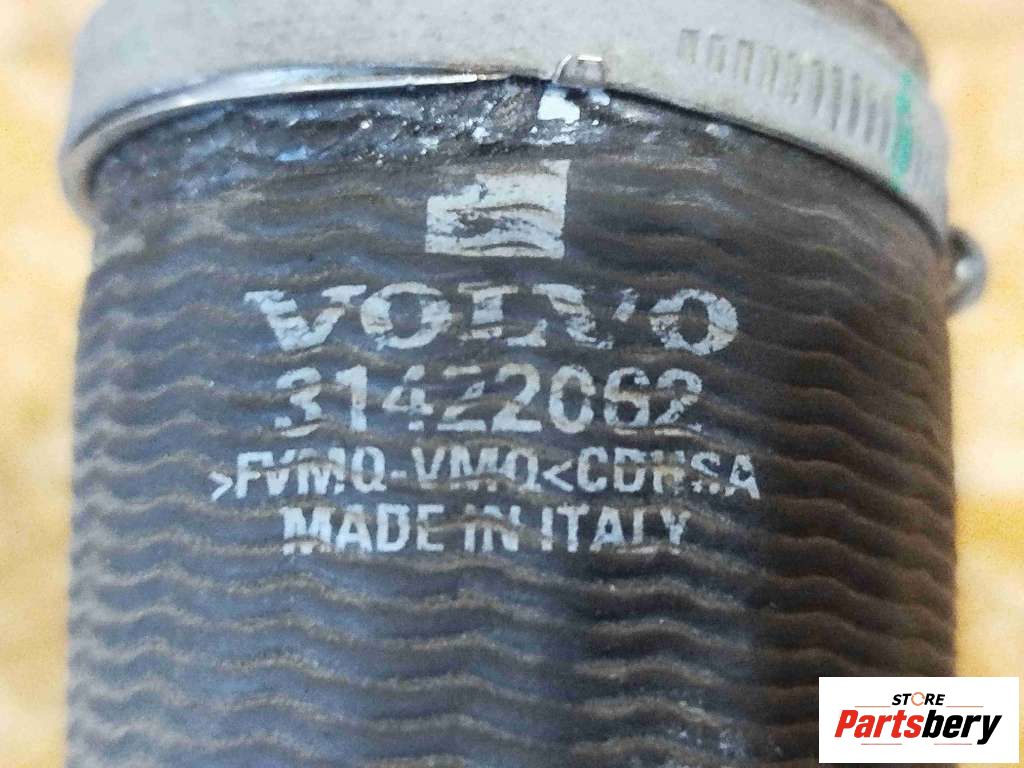 VOLVO
31422062
>FVMQ-VMQ<CDHSA
MADE IN ITALY
STORE
Partsbery